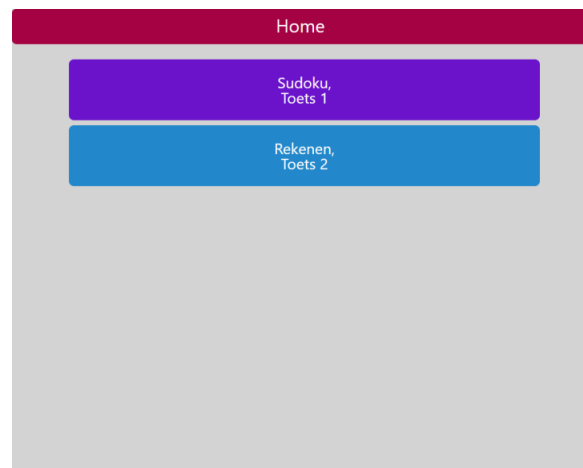 Home
Sudoku,
Toets 1
Rekenen,
Toets 2